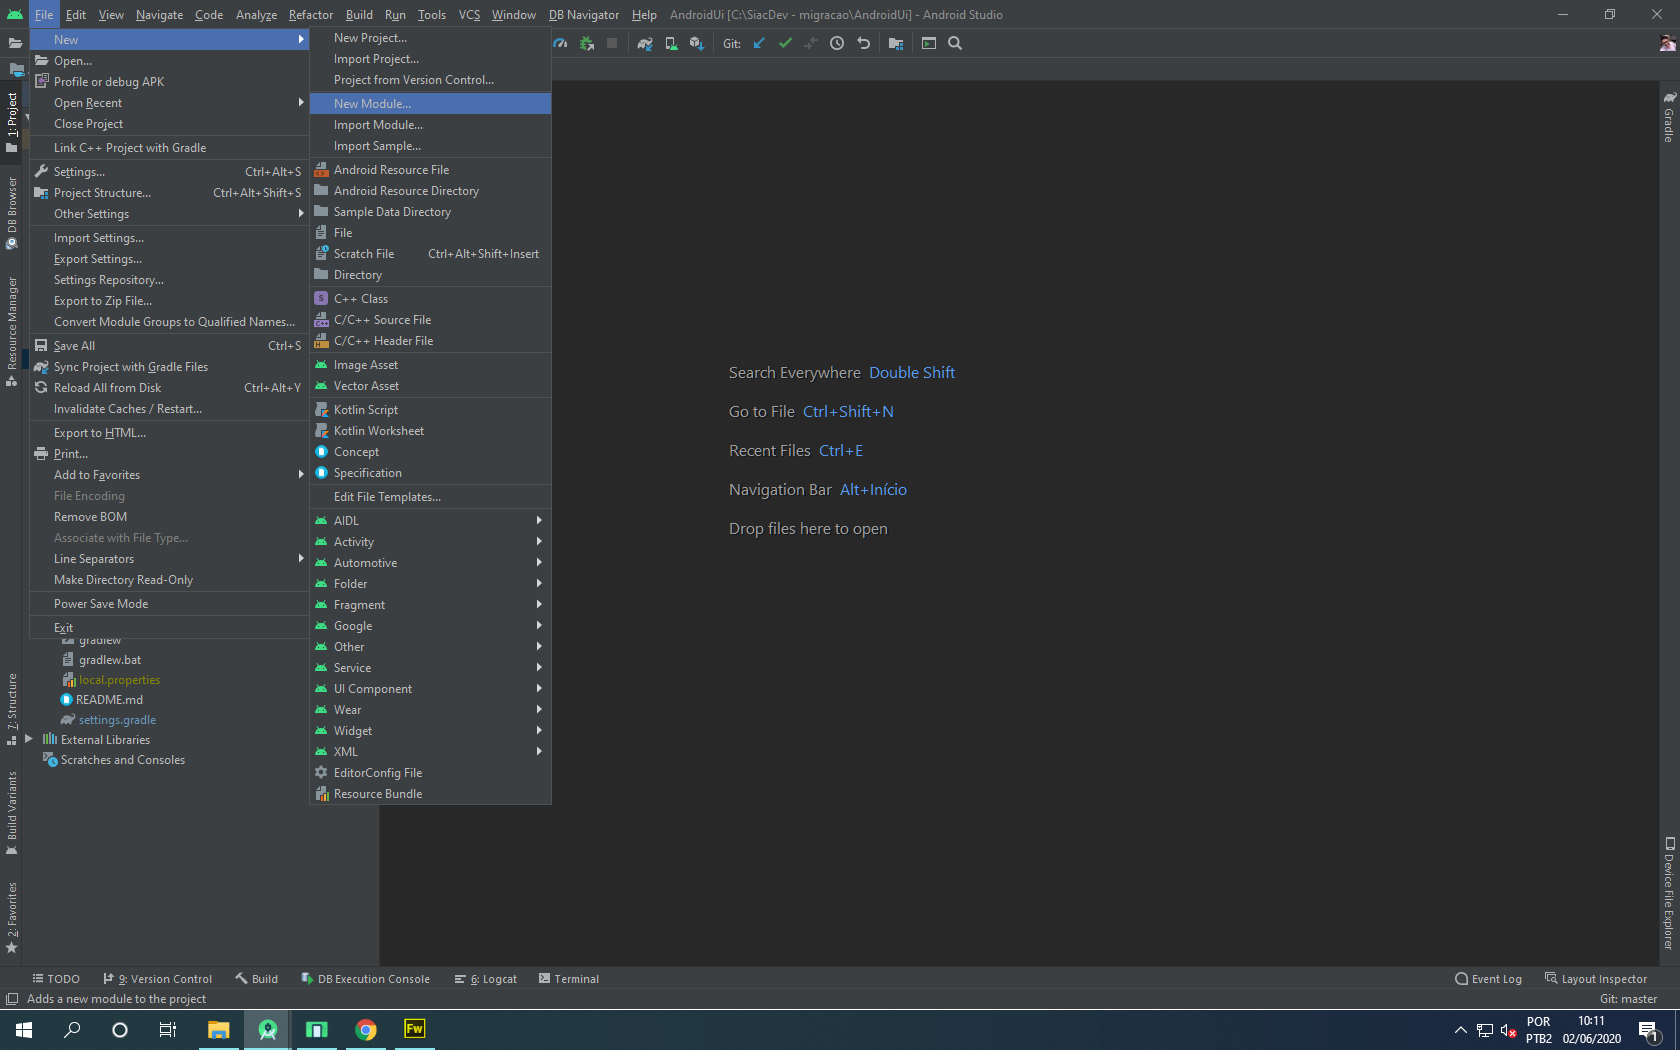 File Edit View Navigate Code Analyze Refactor Build Run Tools VCS Window DB Navigator Help AndroidUi [C:\SiacDev - migracao\AndroidUi] - Android Studio
Git:
New
Open...
Profile or debug APK
Open Recent
Close Project
Link C++ Project with Gradle
Settings... Ctrl+Alt+S
Project Structure... Ctrl+Alt+Shift+S
Other Settings
Import Settings...
Export Settings...
Settings Repository...
Export to Zip File...
Convert Module Groups to Qualified Names...
Save All Ctrl+S
Sync Project with Gradle Files
Reload All from Disk Ctrl+Alt+Y
Invalidate Caches / Restart...
Export to HTML...
Print...
Add to Favorites
File Encoding
Remove BOM
Associate with File Type...
Line Separators
Make Directory Read-Only
Power Save Mode
Exit
New Project...
Import Project...
Project from Version Control...
New Module...
Import Module...
Import Sample...
Android Resource File
Android Resource Directory
Sample Data Directory
File
Scratch File Ctrl+Alt+Shift+Insert
Directory
C++ Class
C/C++ Source File
C/C++ Header File
Image Asset
Vector Asset
Kotlin Script
Kotlin Worksheet
Concept
Specification
Edit File Templates...
AIDL
Activity
Automotive
Folder
Fragment
Google
Other
Service
UI Component
Wear
Widget
XML
EditorConfig File
Resource Bundle
gradlew
gradlew.bat
local.properties
README.md
settings.gradle
External Libraries
Scratches and Consoles
1: Project
DB Browser
Resource Manager
7: Structure
Build Variants
2: Favorites
Search Everywhere Double Shift
Go to File Ctrl+Shift+N
Recent Files Ctrl+E
Navigation Bar Alt+Início
Drop files here to open
Gradle
Device File Explorer
TODO 9: Version Control Build DB Execution Console 6: Logcat Terminal Event Log Layout Inspector
Adds a new module to the project Git: master
Fw
POR
PTB2
10:11
02/06/2020
1